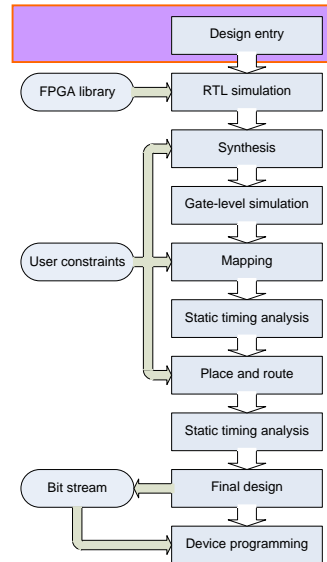 Design entry
FPGA library
RTL simulation
Synthesis
Gate-level simulation
User constraints
Mapping
Static timing analysis
Place and route
Static timing analysis
Bit stream
Final design
Device programming